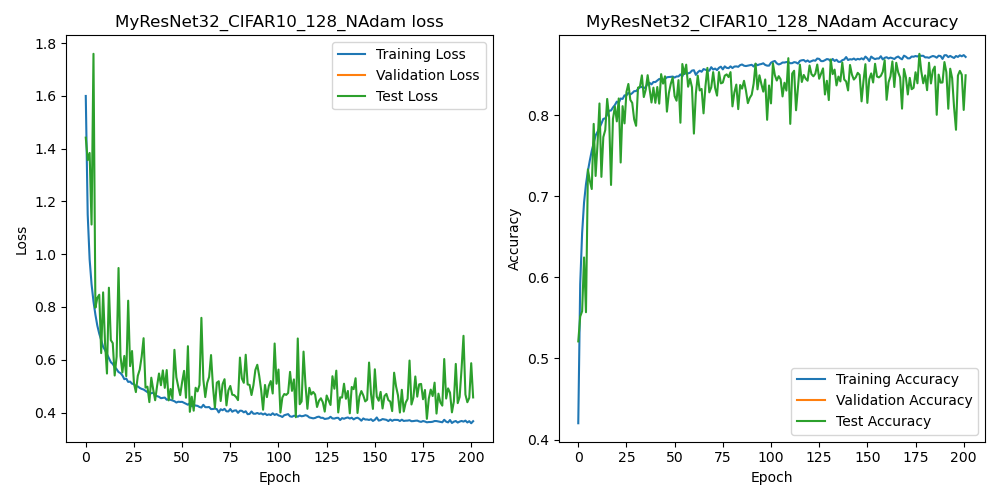 MyResNet32_CIFAR10_128_NAdam loss
1.8
1.6
1.4
1.2
1.0
0.8
0.6
0.4
Loss
0 25 50 75 100 125 150 175 200
Epoch
Training Loss
Validation Loss
Test Loss
MyResNet32_CIFAR10_128_NAdam Accuracy
0.8
0.7
0.6
0.5
0.4
Accuracy
0 25 50 75 100 125 150 175 200
Epoch
Training Accuracy
Validation Accuracy
Test Accuracy